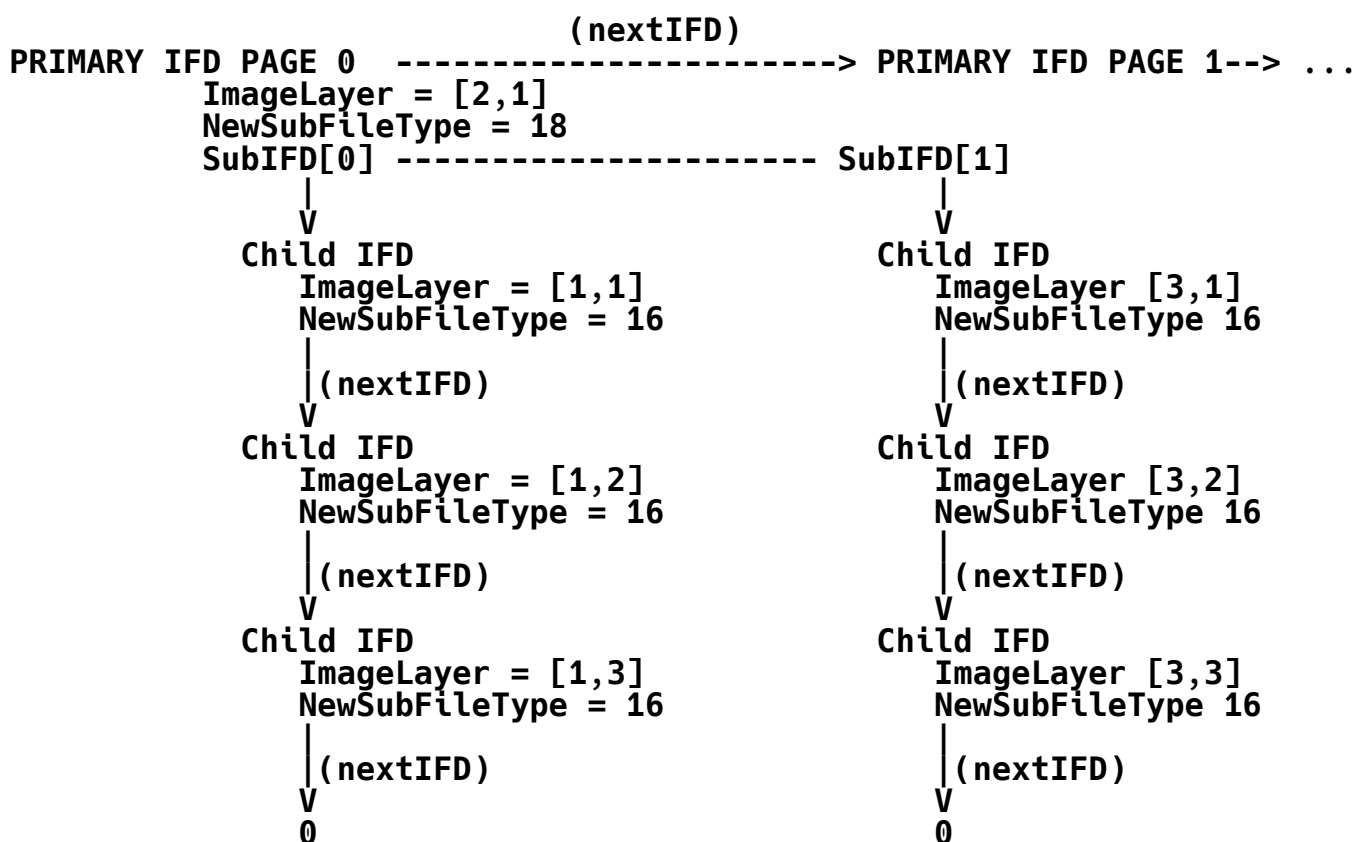 (nextIFD)
PRIMARY IFD PAGE 0 -----------------------> PRIMARY IFD PAGE 1--> ...
ImageLayer = [2,1]
NewSubFileType = 18
SubIFD[0] ---------------------- SubIFD[1]
| |
V V
Child IFD Child IFD
ImageLayer = [1,1] ImageLayer [3,1]
NewSubFileType = 16 NewSubFileType 16
| |
|(nextIFD) |(nextIFD)
V V
Child IFD Child IFD
ImageLayer = [1,2] ImageLayer [3,2]
NewSubFileType = 16 NewSubFileType 16
| |
|(nextIFD) |(nextIFD)
V V
Child IFD Child IFD
ImageLayer = [1,3] ImageLayer [3,3]
NewSubFileType = 16 NewSubFileType 16
| |
|(nextIFD) |(nextIFD)
V V
0 0